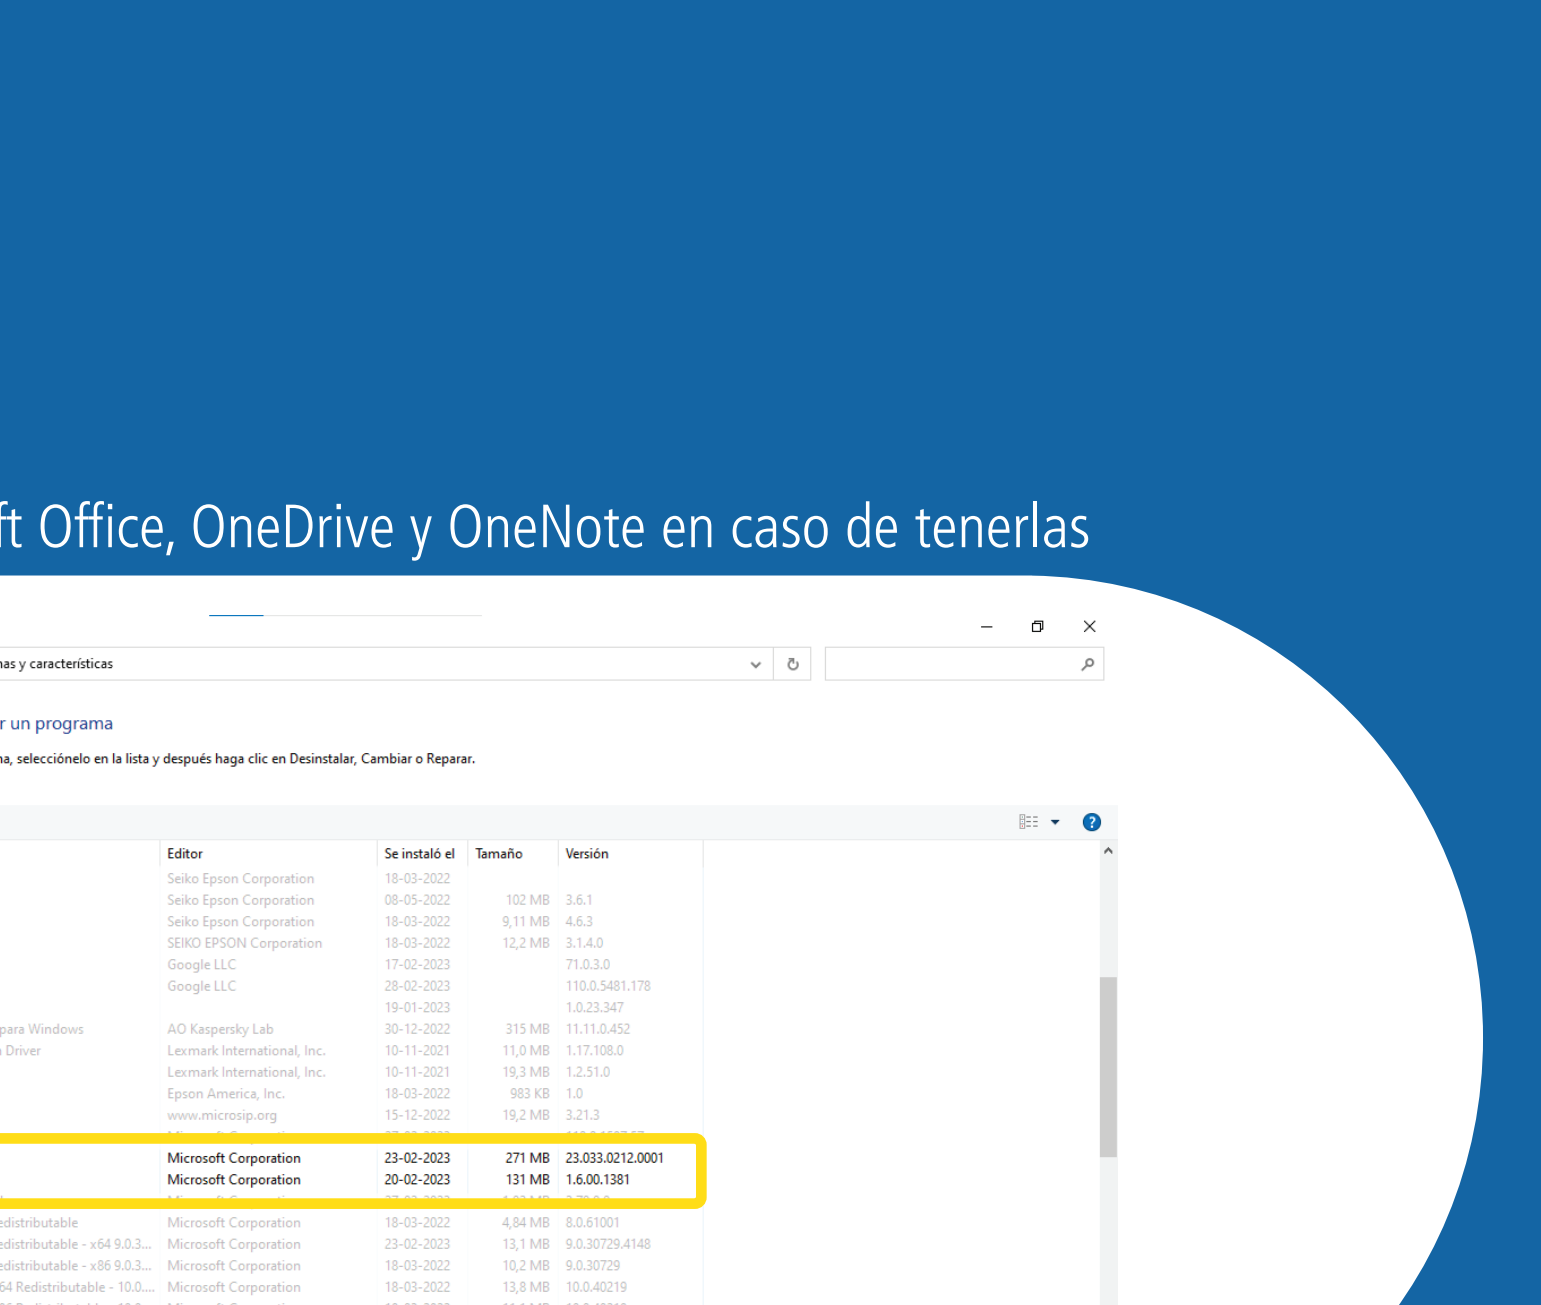 ft Office, OneDrive y OneNote en caso de tenerlas
nas y características
r un programa
na, selecciónelo en la lista y después haga clic en Desinstalar, Cambiar o Reparar.
Editor Se instaló el Tamaño Versión
Seiko Epson Corporation 18-03-2022
Seiko Epson Corporation 08-05-2022 102 MB 3.6.1
Seiko Epson Corporation 18-03-2022 9,11 MB 4.6.3
SEIKO EPSON Corporation 18-03-2022 12,2 MB 3.1.4.0
Google LLC 17-02-2023 71.0.3.0
Google LLC 28-02-2023 110.0.5481.178
19-01-2023 1.0.23.347
para Windows AO Kaspersky Lab 30-12-2022 315 MB 11.11.0.452
n Driver Lexmark International, Inc. 10-11-2021 11,0 MB 1.17.108.0
Lexmark International, Inc. 10-11-2021 19,3 MB 1.2.51.0
Epson America, Inc. 18-03-2022 983 KB 1.0
www.microsip.org 15-12-2022 19,2 MB 3.21.3
Microsoft Corporation 23-02-2023 271 MB 23.033.0212.0001
Microsoft Corporation 20-02-2023 131 MB 1.6.00.1381
edistributable Microsoft Corporation 18-03-2022 4,84 MB 8.0.61001
edistributable - x64 9.0.3... Microsoft Corporation 23-02-2023 13,1 MB 9.0.30729.4148
edistributable - x86 9.0.3... Microsoft Corporation 18-03-2022 10,2 MB 9.0.30729
64 Redistributable - 10.0.... Microsoft Corporation 18-03-2022 13,8 MB 10.0.40219